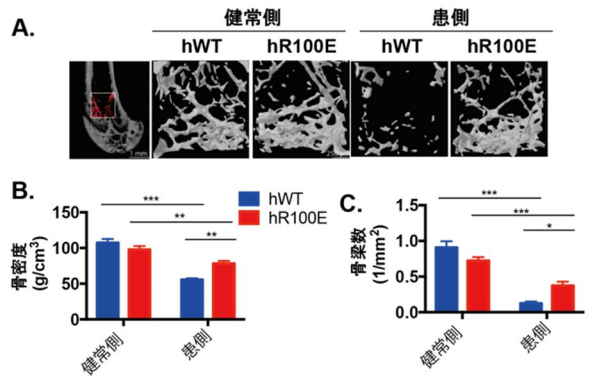 A.
健常側 患側
hWT hR100E hWT hR100E
1 mm
B.
hWT
hR100E
骨密度
(g/cm3)
150
100
50
0
***
**
**
健常側 患側
C.
骨梁数
(1/mm2)
1.5
1.0
0.5
0.0
***
***
*
健常側 患側